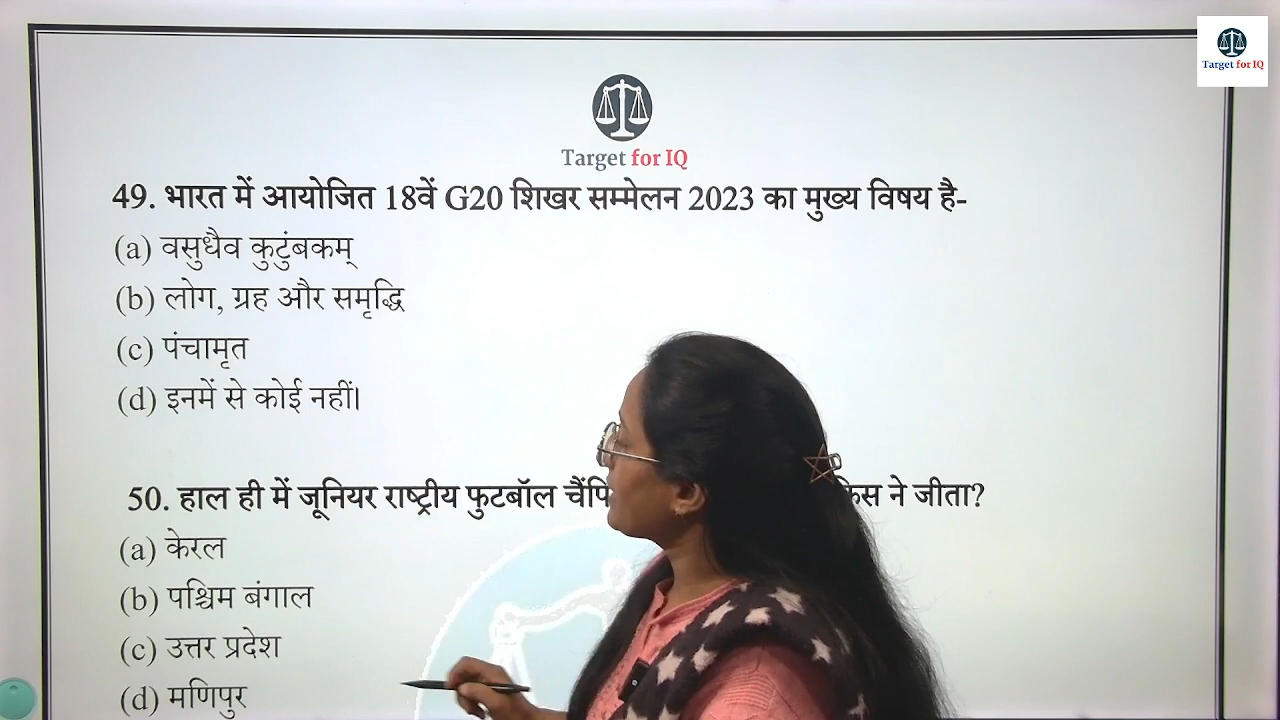 Target for IQ
Target for IQ
49. भारत में आयोजित 18वें G20 शिखर सम्मेलन 2023 का मुख्य विषय है-
(a) वसुधैव कुटुंबकम्
(b) लोग, ग्रह और समृद्धि
(c) पंचामृत
(d) इनमें से कोई नहीं।
50. हाल ही में जूनियर राष्ट्रीय फुटबॉल ने जीता?
(a) केरल
(b) पश्चिम बंगाल
(c) उत्तर प्रदेश
(d) मणिपुर